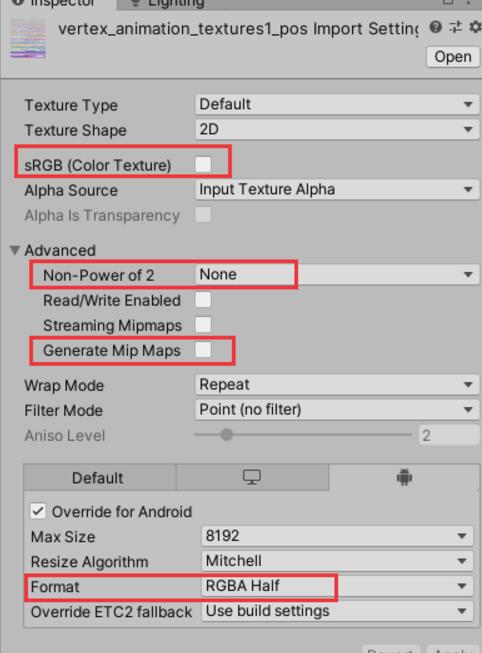 Inspector Lighting
vertex_animation_textures1_pos Import Setting
Open
Texture Type Default
Texture Shape 2D
sRGB (Color Texture)
Alpha Source Input Texture Alpha
Alpha Is Transparency
Advanced
Non-Power of 2 None
Read/Write Enabled
Streaming Mipmaps
Generate Mip Maps
Wrap Mode Repeat
Filter Mode Point (no filter)
Aniso Level 2
Default
Override for Android
Max Size 8192
Resize Algorithm Mitchell
Format RGBA Half
Override ETC2 fallback Use build settings
Revert Apply